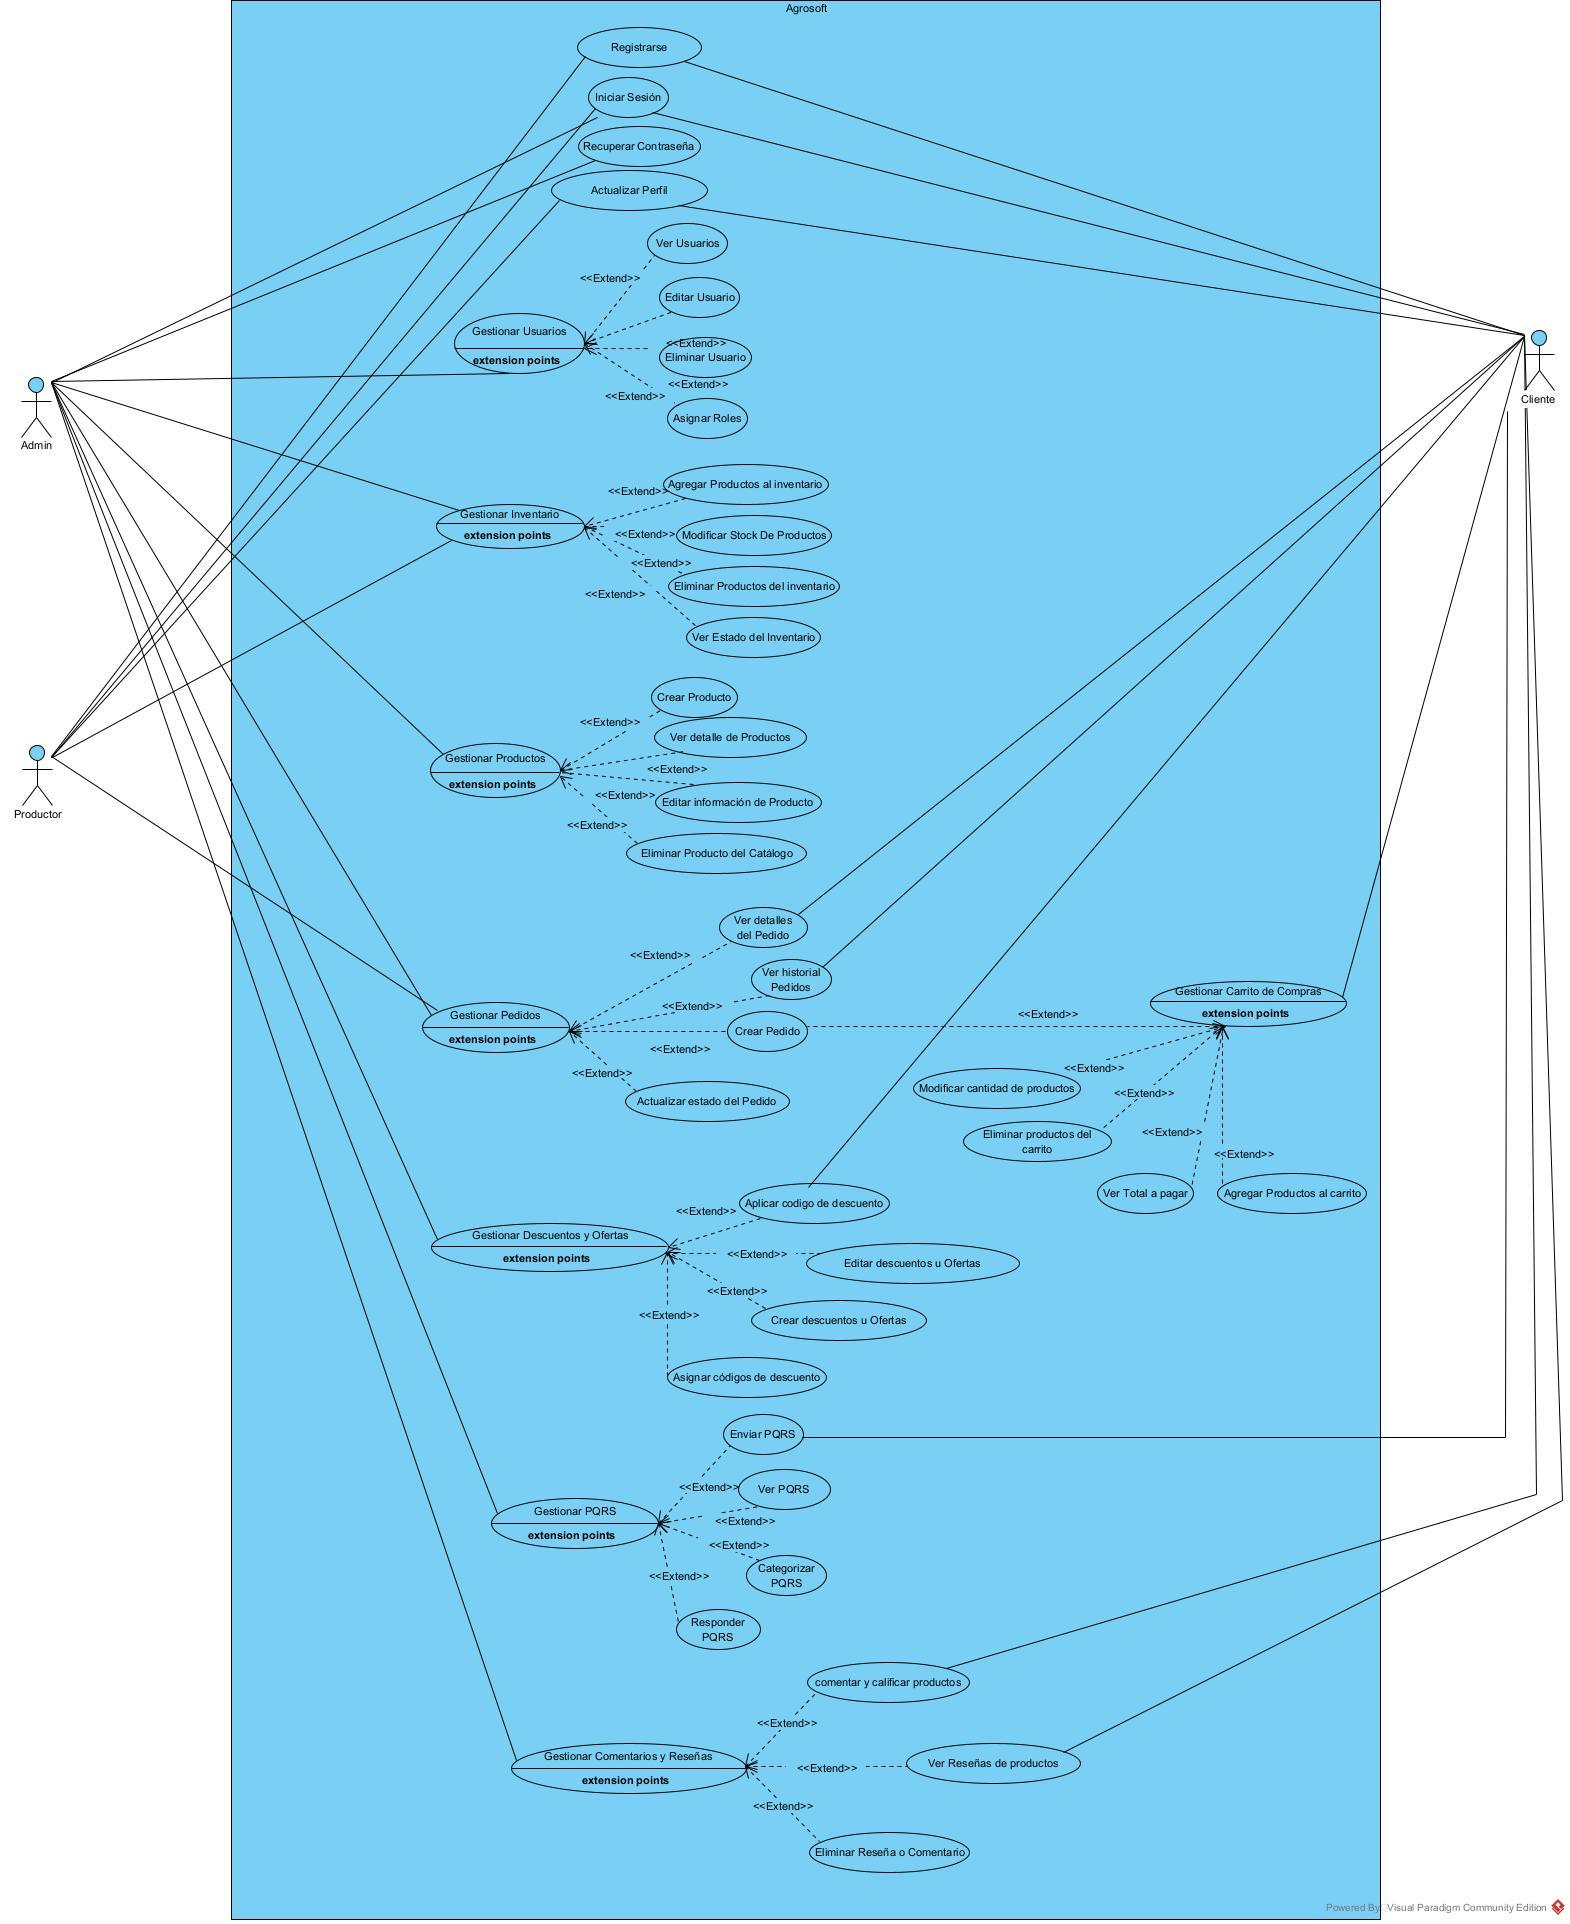 Agrosoft
Registrarse
Iniciar Sesión
Recuperar Contraseña
Actualizar Perfil
Ver Usuarios
<<Extend>>
Editar Usuario
Gestionar Usuarios
extension points
<<Extend>>
Eliminar Usuario
<<Extend>>
<<Extend>>
Asignar Roles
Admin
Cliente
Agregar Productos al inventario
<<Extend>>
Gestionar Inventario
extension points
<<Extend>>
Modificar Stock De Productos
<<Extend>>
Eliminar Productos del inventario
<<Extend>>
Ver Estado del Inventario
Productor
Crear Producto
<<Extend>>
Ver detalle de Productos
Gestionar Productos
extension points
<<Extend>>
<<Extend>>
Editar información de Producto
<<Extend>>
Eliminar Producto del Catálogo
Ver detalles
del Pedido
<<Extend>>
Ver historial
Pedidos
<<Extend>>
Gestionar Pedidos
extension points
Crear Pedido
<<Extend>>
<<Extend>>
Actualizar estado del Pedido
<<Extend>>
Gestionar Carrito de Compras
extension points
<<Extend>>
Modificar cantidad de productos
<<Extend>>
Eliminar productos del
carrito
<<Extend>>
<<Extend>>
Ver Total a pagar
Agregar Productos al carrito
Aplicar codigo de descuento
<<Extend>>
Gestionar Descuentos y Ofertas
extension points
<<Extend>>
Editar descuentos u Ofertas
<<Extend>>
<<Extend>>
Crear descuentos u Ofertas
Asignar códigos de descuento
Enviar PQRS
<<Extend>>
Ver PQRS
Gestionar PQRS
extension points
<<Extend>>
<<Extend>>
Categorizar
PQRS
<<Extend>>
Responder
PQRS
comentar y calificar productos
<<Extend>>
Gestionar Comentarios y Reseñas
extension points
<<Extend>>
Ver Reseñas de productos
<<Extend>>
Eliminar Reseña o Comentario
Powered By Visual Paradigm Community Edition